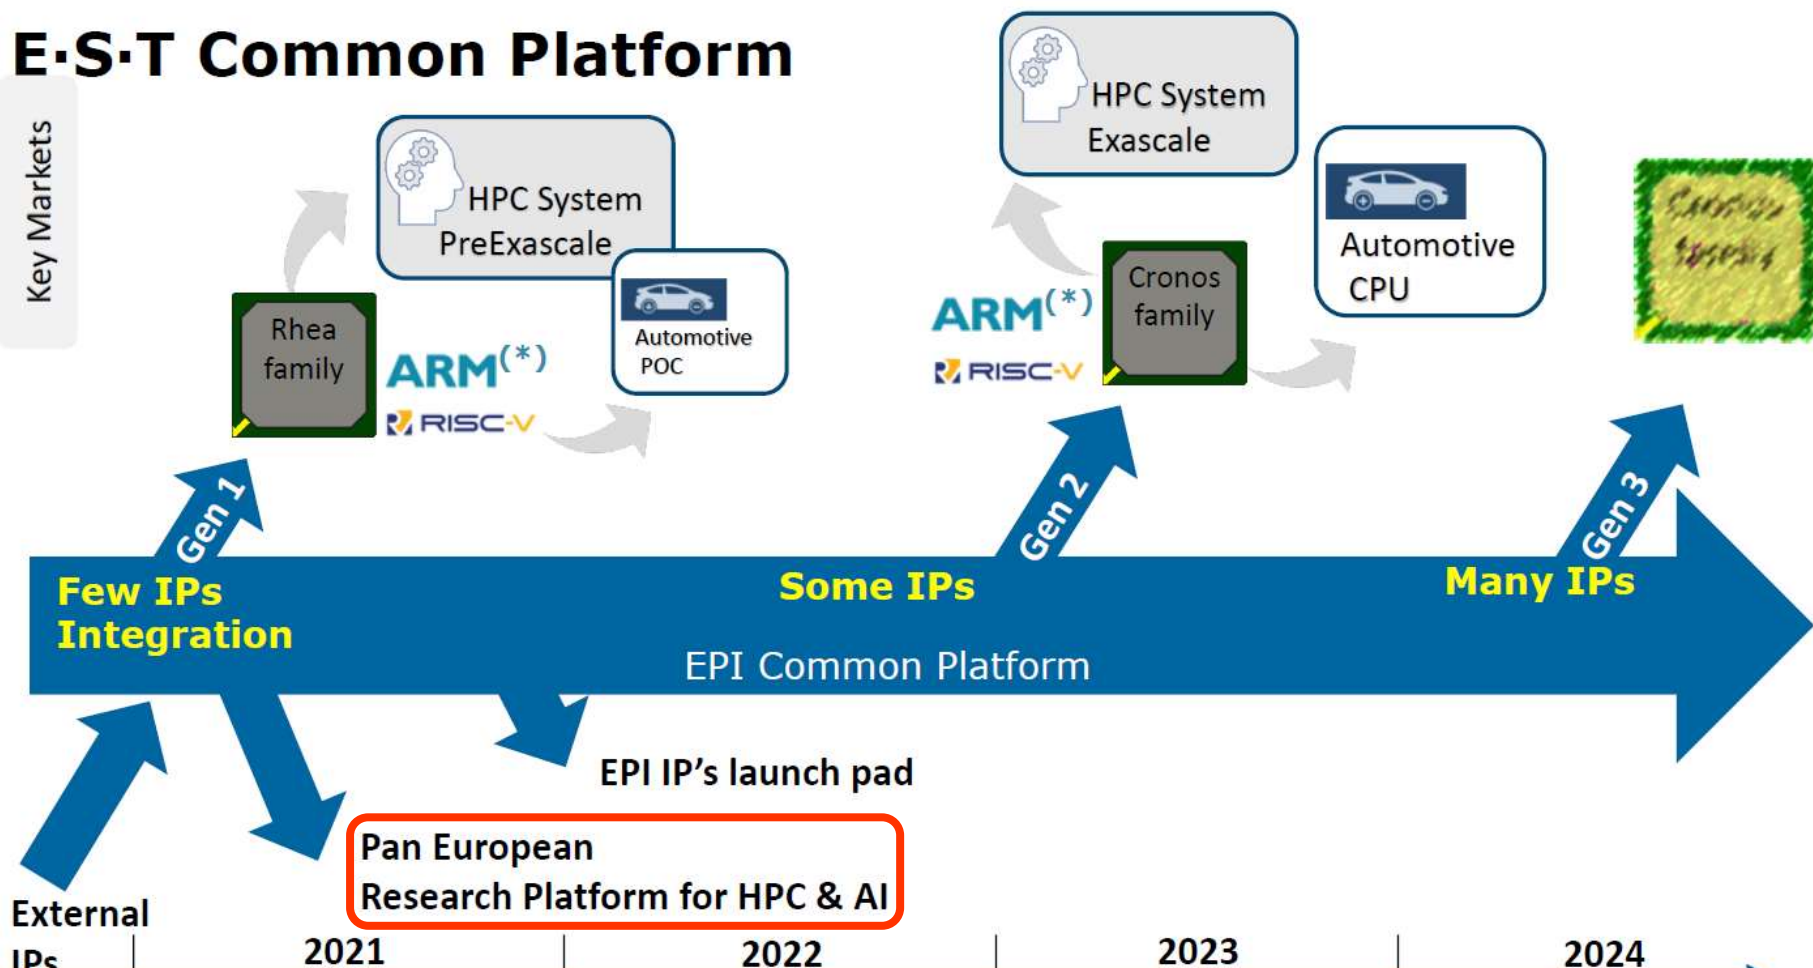 E·S·T Common Platform
Key Markets
HPC System
PreExascale
Automotive
POC
Rhea
family
ARM(*)
RISC-V
HPC System
Exascale
Automotive
CPU
Cronos
family
ARM(*)
RISC-V
Gen 1
Gen 2
Gen 3
Few IPs
Integration
Some IPs
Many IPs
EPI Common Platform
EPI IP's launch pad
Pan European
Research Platform for HPC & AI
External
IPs
2021
2022
2023
2024